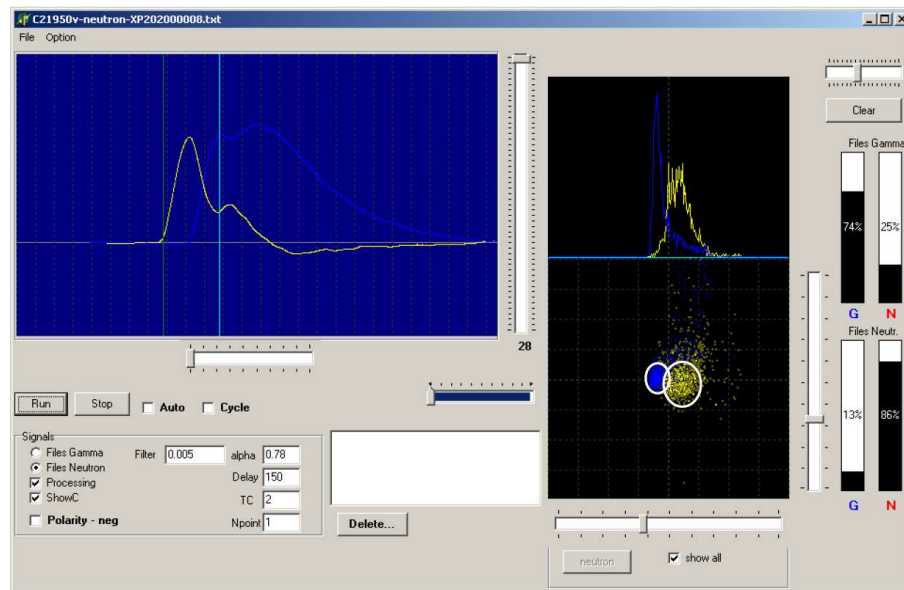 C21950v-neutron-XP202000008.txt
File Option
28
Run Stop Auto Cycle
Signals
Files Gamma
Files Neutron
Processing
ShowC
Polarity - neg
Filter 0.005
alpha 0.78
Delay 150
TC 2
Npoint 1
Delete...
neutron show all
Clear
Files Gamma
74% 25%
G N
Files Neutr.
13% 86%
G N